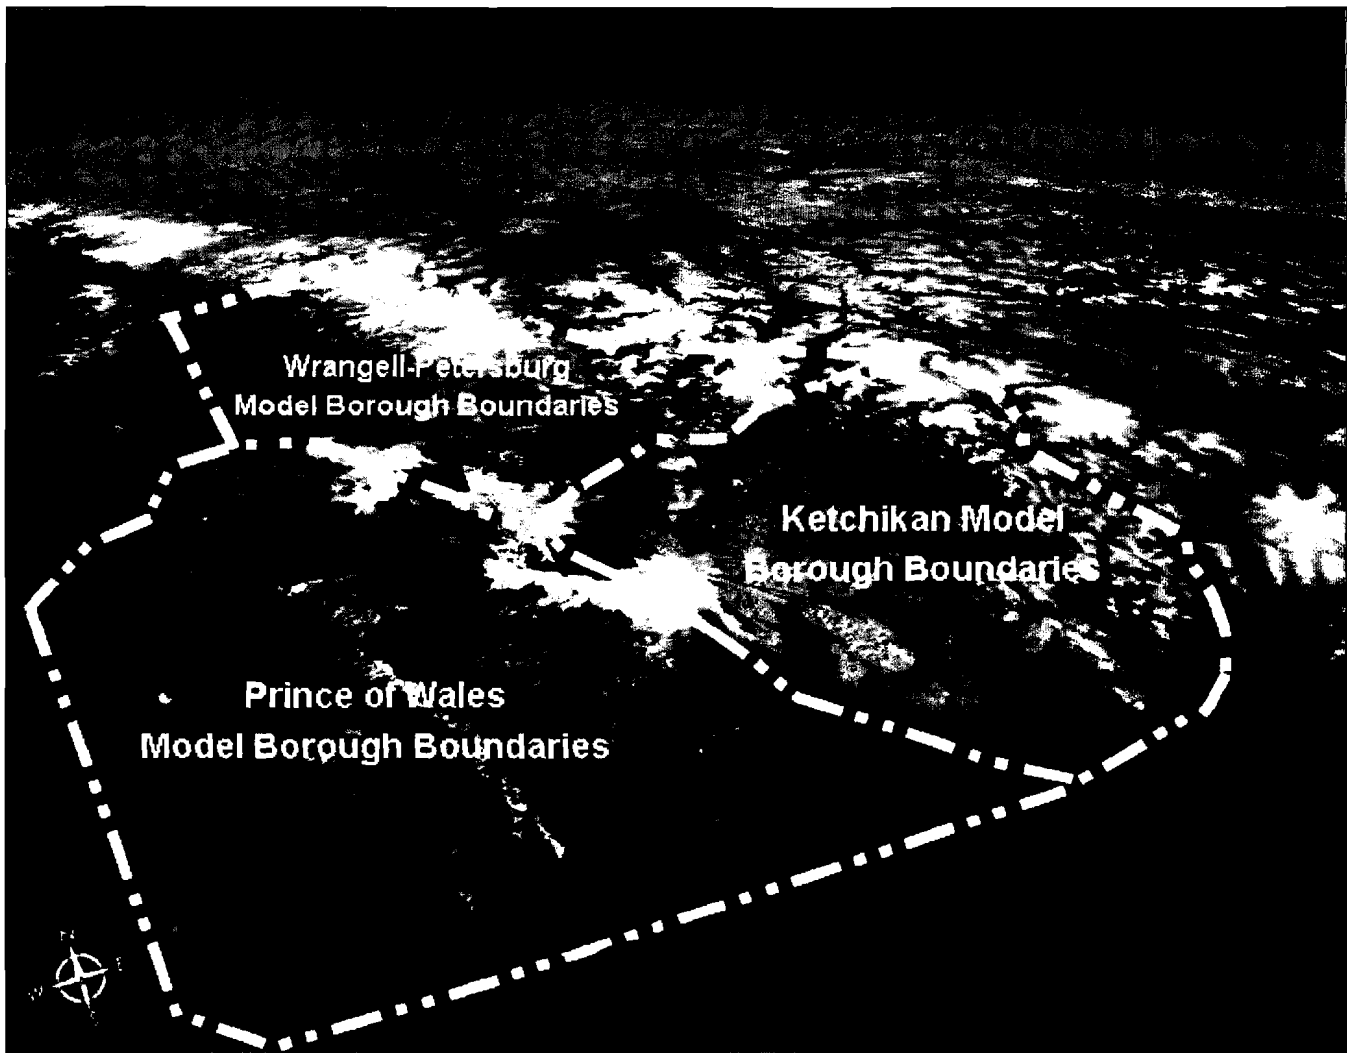 Wrangell-Petersburg
Model Borough Boundaries
Ketchikan Model
Borough Boundaries
Prince of Wales
Model Borough Boundaries
N
W E
S